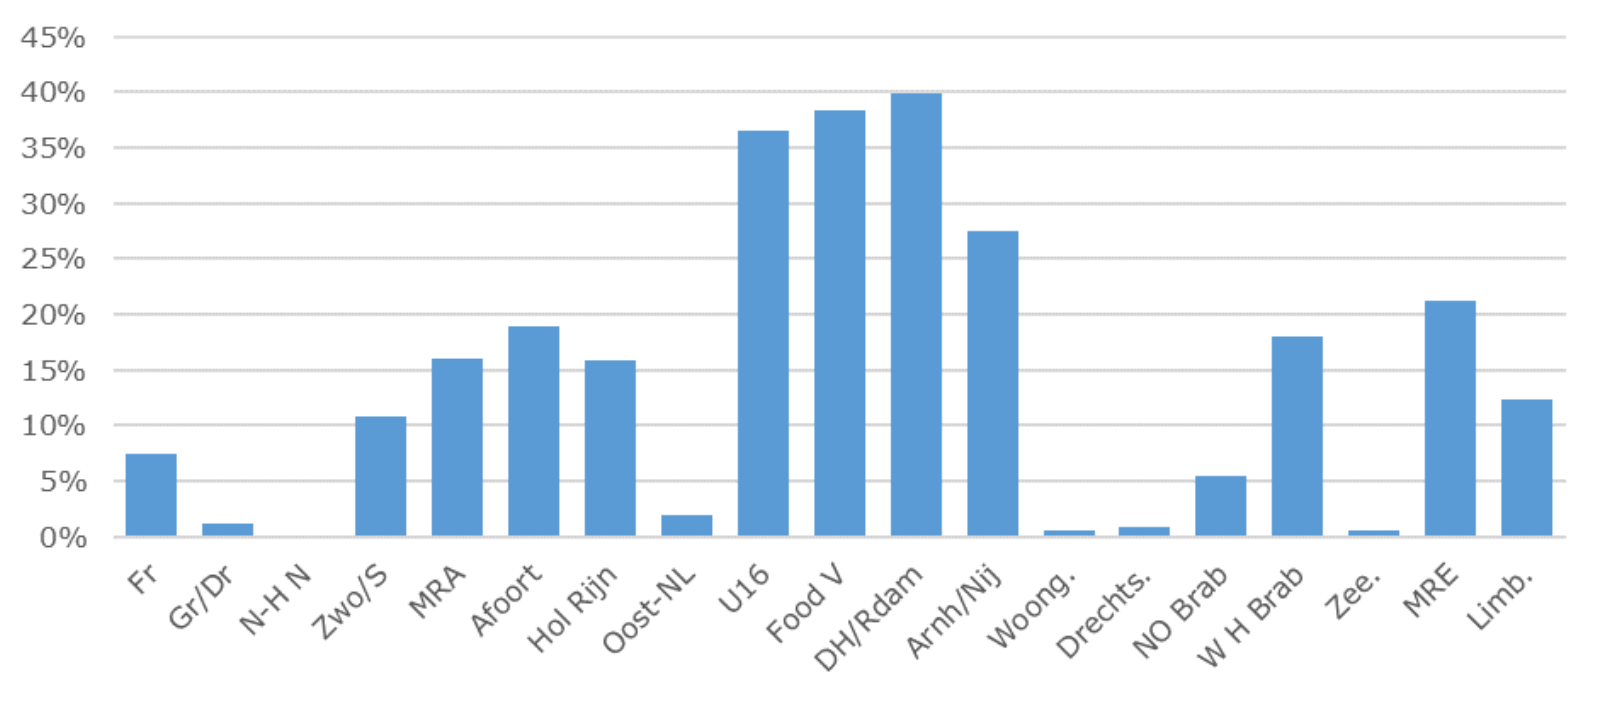 45%
40%
35%
30%
25%
20%
15%
10%
5%
0%
Fr
Gr/Dr
N-H N
Zwo/S
MRA
Afoort
Hol Rijn
Oost-NL
U16
Food V
DH/Rdam
Arnh/Nij
Woong.
Drechts.
NO Brab
W H Brab
Zee.
MRE
Limb.